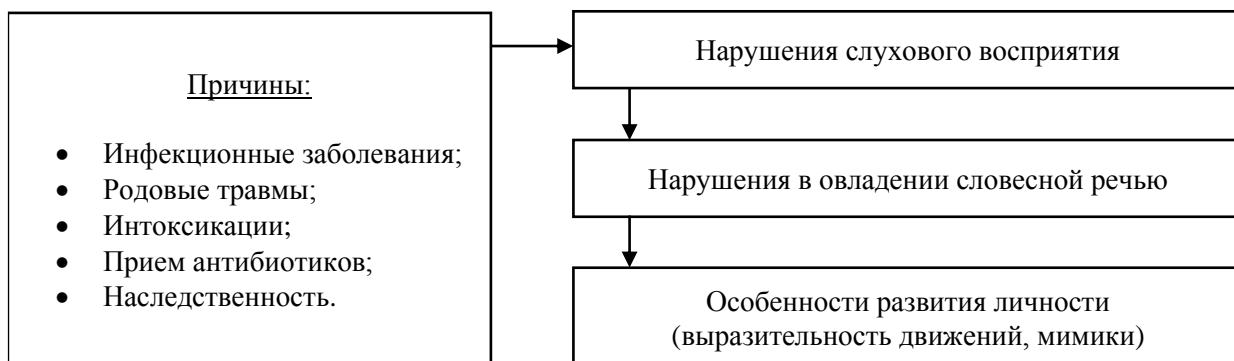 Причины:
• Инфекционные заболевания;
• Родовые травмы;
• Интоксикации;
• Прием антибиотиков;
• Наследственность.
Нарушения слухового восприятия
Нарушения в овладении словесной речью
Особенности развития личности
(выразительность движений, мимики)